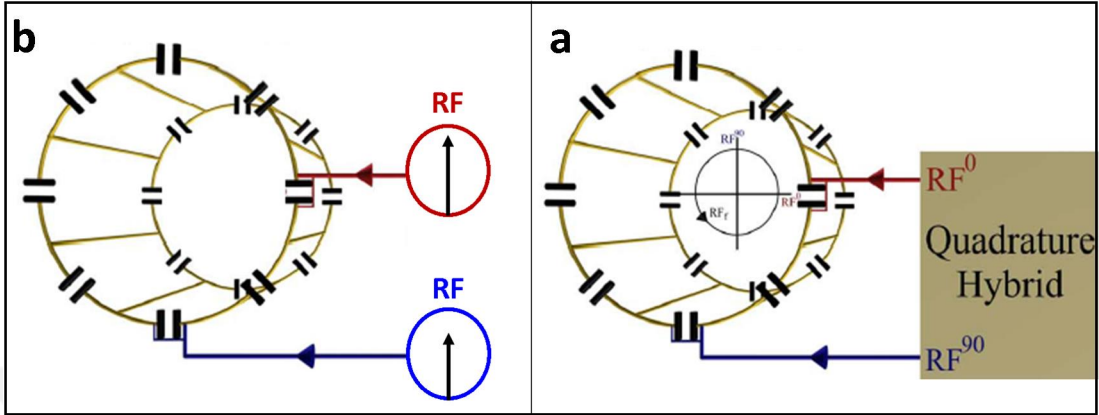 b
RF
RF
a
RF90
RF0
RFf
RF0
Quadrature
Hybrid
RF90